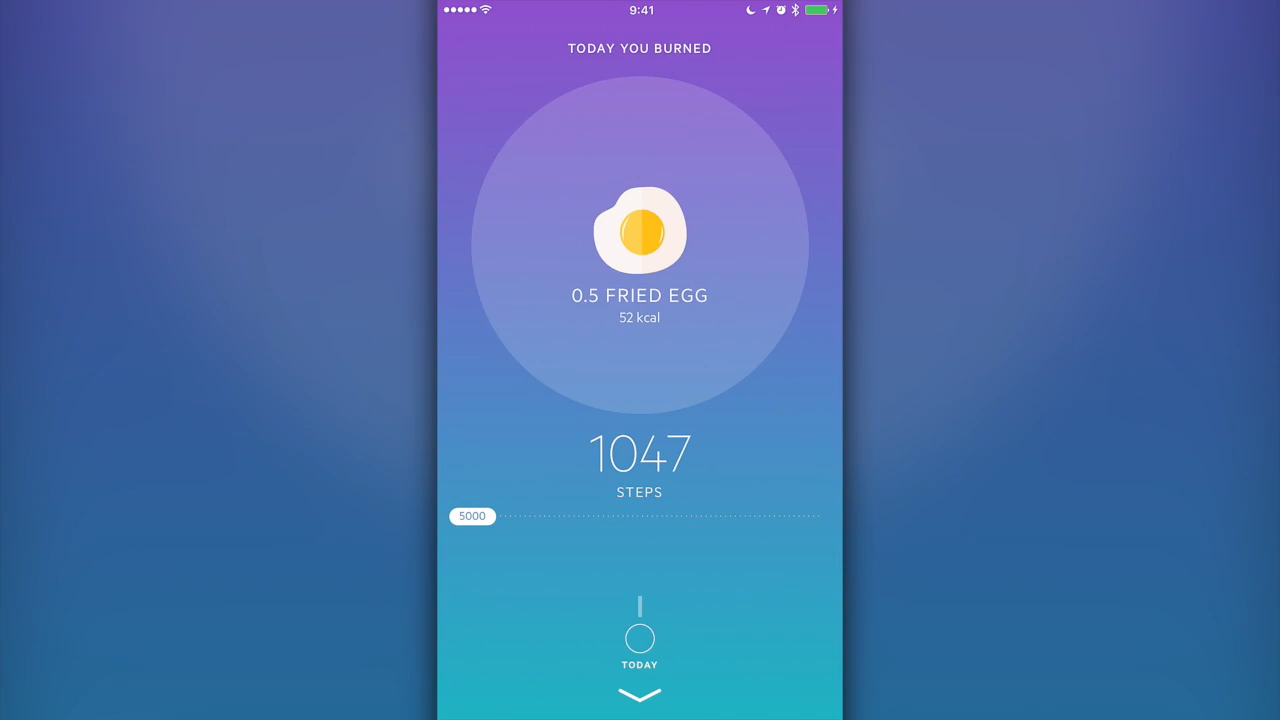 9:41
TODAY YOU BURNED
0.5 FRIED EGG
52 kcal
1047
STEPS
5000
TODAY